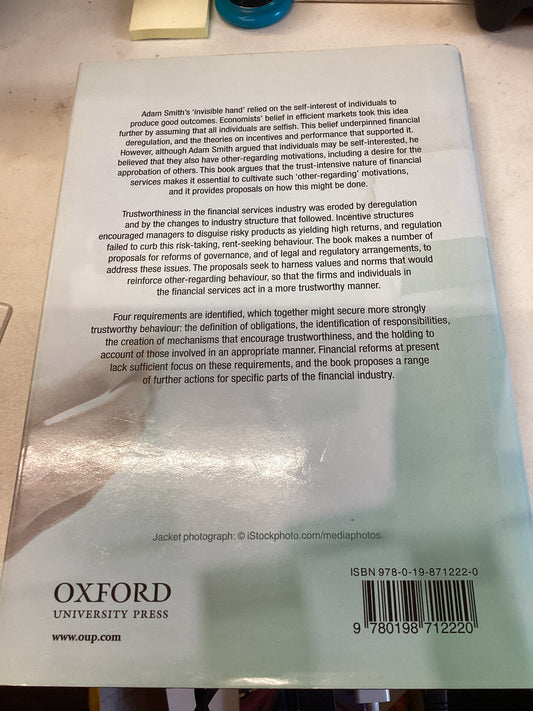 Adam Smith's 'invisible hand' relied on the self-interest of individuals to
produce good outcomes. Economists' belief in efficient markets took this idea
further by assuming that all individuals are selfish. This belief underpinned financial
deregulation, and the theories on incentives and performance that supported it.
However, although Adam Smith argued that individuals may be self-interested, he
believed that they also have other-regarding motivations, including a desire for the
approbation of others. This book argues that the trust-intensive nature of financial
services makes it essential to cultivate such 'other-regarding' motivations,
and it provides proposals on how this might be done.
Trustworthiness in the financial services industry was eroded by deregulation
and by the changes to industry structure that followed. Incentive structures
encouraged managers to disguise risky products as yielding high returns, and regulation
failed to curb this risk-taking, rent-seeking behaviour. The book makes a number of
proposals for reforms of governance, and of legal and regulatory arrangements, to
address these issues. The proposals seek to harness values and norms that would
reinforce other-regarding behaviour, so that the firms and individuals in
the financial services act in a more trustworthy manner.
Four requirements are identified, which together might secure more strongly
trustworthy behaviour: the definition of obligations, the identification of responsibilities,
the creation of mechanisms that encourage trustworthiness, and the holding to
account of those involved in an appropriate manner. Financial reforms at present
lack sufficient focus on these requirements, and the book proposes a range
of further actions for specific parts of the financial industry.
Jacket photograph: © iStockphoto.com/mediaphotos.
OXFORD
UNIVERSITY PRESS
www.oup.com
ISBN 978-0-19-871222-0
9 780198 712220